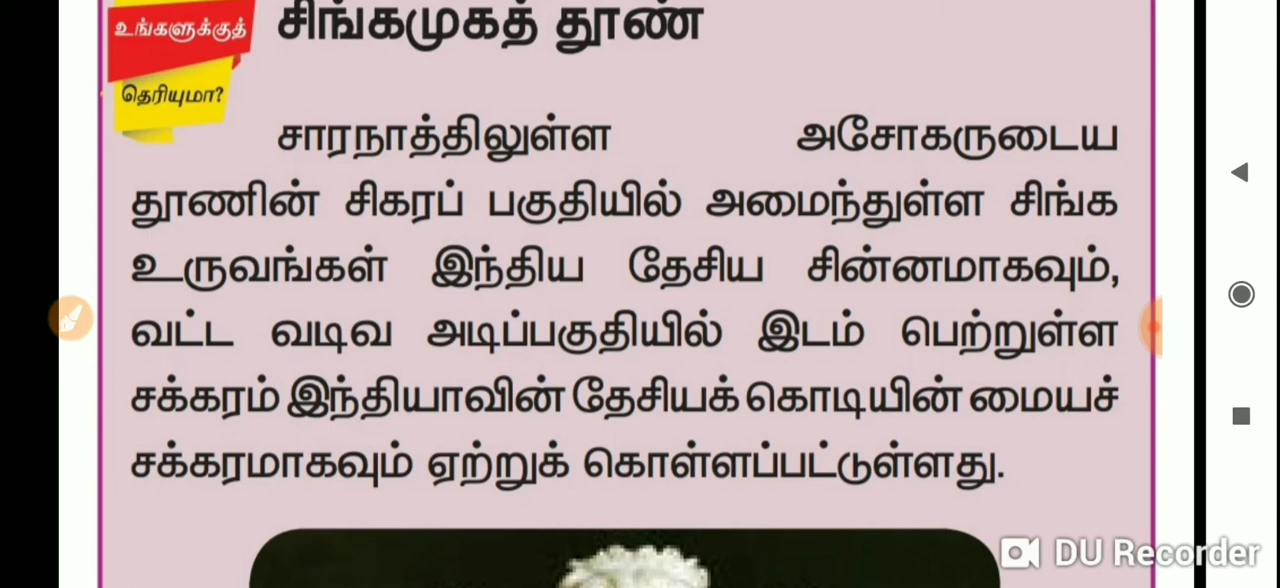 உங்களுக்குத்
தெரியுமா?
சிங்கமுகத் தூண்
சாரநாத்திலுள்ள அசோகருடைய
தூணின் சிகரப் பகுதியில் அமைந்துள்ள சிங்க
உருவங்கள் இந்திய தேசிய சின்னமாகவும்,
வட்ட வடிவ அடிப்பகுதியில் இடம் பெற்றுள்ள
சக்கரம் இந்தியாவின் தேசியக் கொடியின் மையச்
சக்கரமாகவும் ஏற்றுக் கொள்ளப்பட்டுள்ளது.
DU Recorder